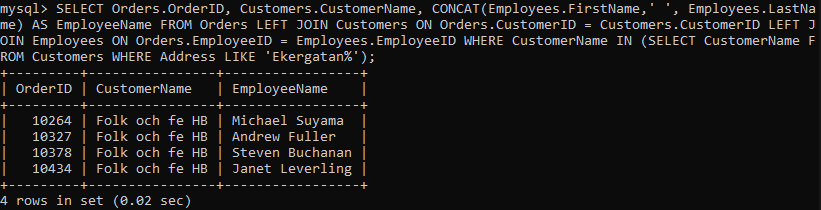 mysql> SELECT Orders.OrderID, Customers.CustomerName, CONCAT(Employees.FirstName,' ', Employees.LastNa
me) AS EmployeeName FROM Orders LEFT JOIN Customers ON Orders.CustomerID = Customers.CustomerID LEFT J
OIN Employees ON Orders.EmployeeID = Employees.EmployeeID WHERE CustomerName IN (SELECT CustomerName F
ROM Customers WHERE Address LIKE 'Ekergatan%');
+---------+----------------+-----------------+
| OrderID | CustomerName   | EmployeeName    |
+---------+----------------+-----------------+
|   10264 | Folk och fe HB | Michael Suyama  |
|   10327 | Folk och fe HB | Andrew Fuller   |
|   10378 | Folk och fe HB | Steven Buchanan |
|   10434 | Folk och fe HB | Janet Leverling |
+---------+----------------+-----------------+
4 rows in set (0.02 sec)